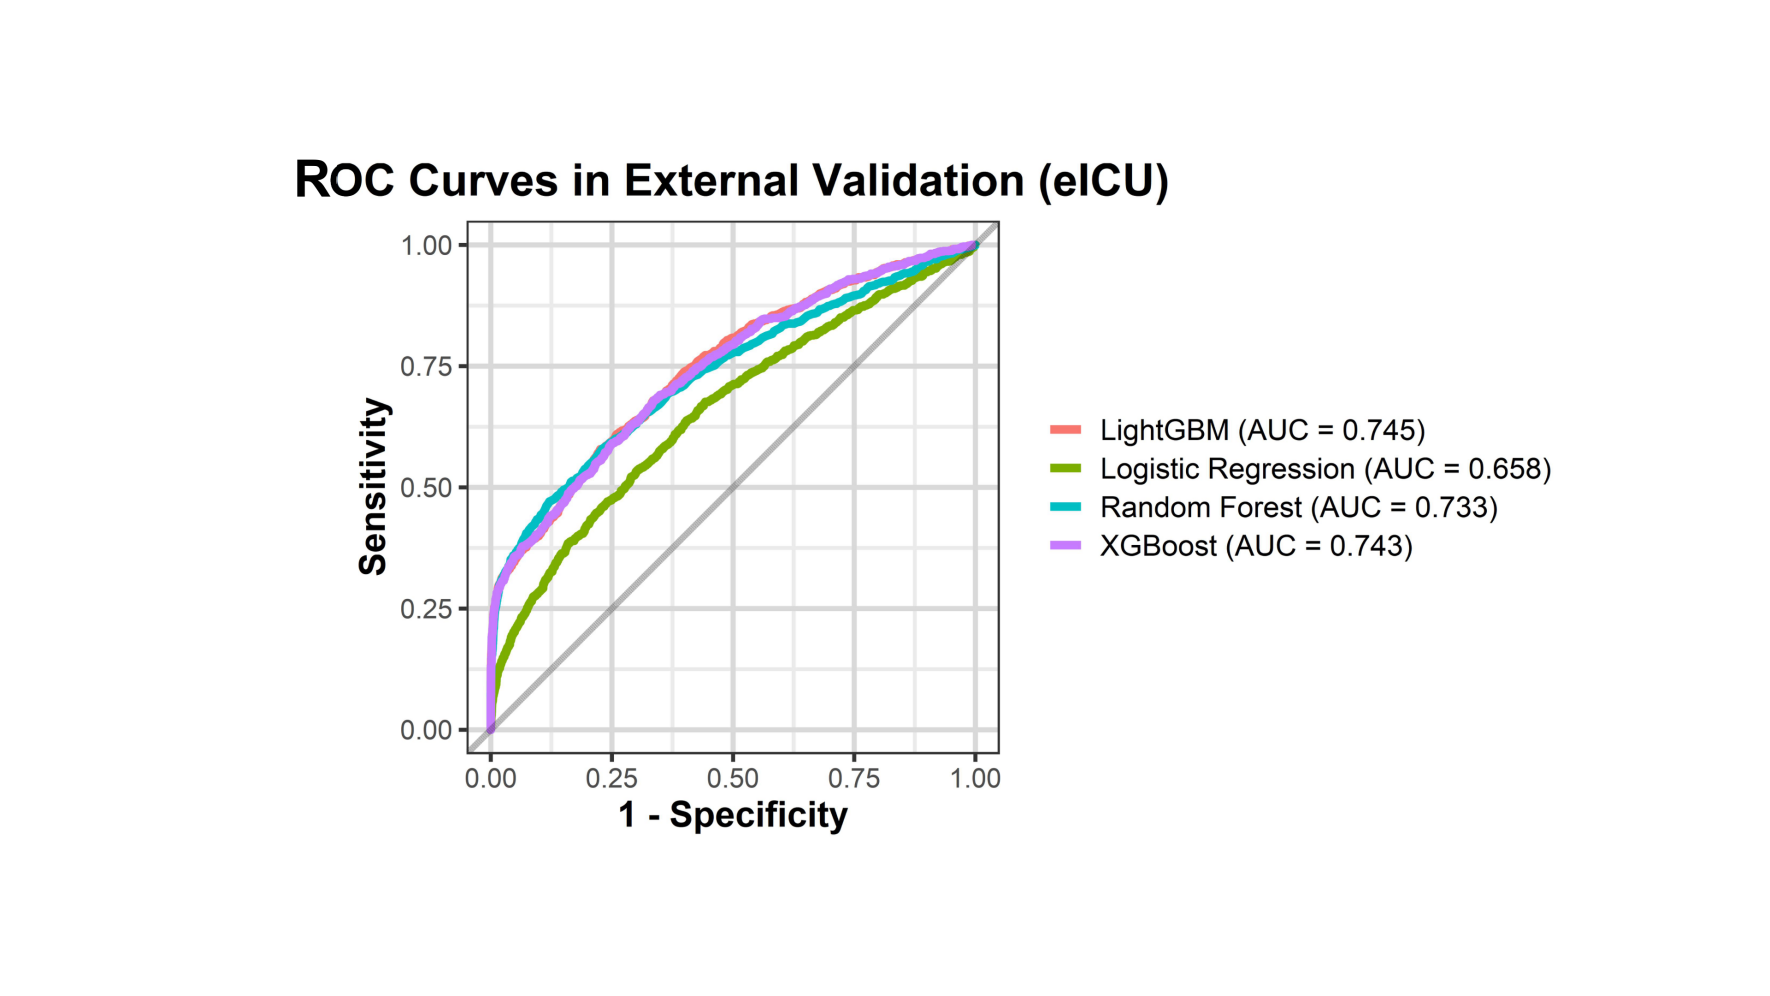 ROC Curves in External Validation (eICU)
1.00
0.75
0.50
0.25
0.00
Sensitivity
0.00 0.25 0.50 0.75 1.00
1 - Specificity
LightGBM (AUC = 0.745)
Logistic Regression (AUC = 0.658)
Random Forest (AUC = 0.733)
XGBoost (AUC = 0.743)